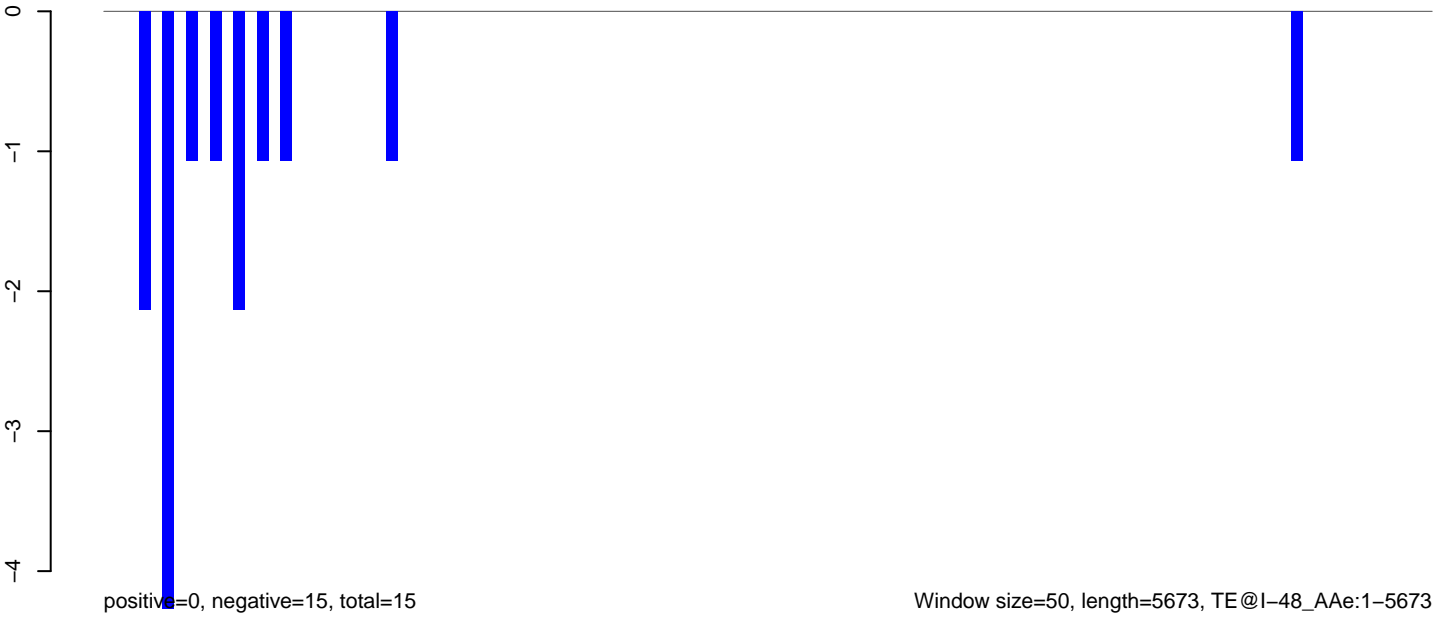 0
−1
−2
−3
−4
positive=0, negative=15, total=15
Window size=50, length=5673, TE@I−48_AAe:1−5673